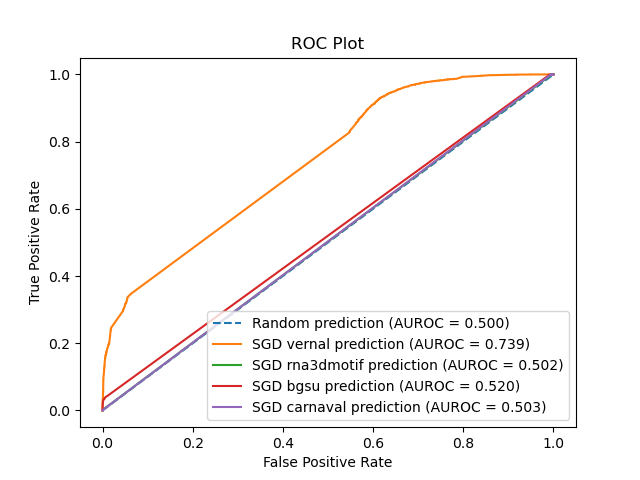 ROC Plot
True Positive Rate
1.0
0.8
0.6
0.4
0.2
0.0
Random prediction (AUROC = 0.500)
SGD vernal prediction (AUROC = 0.739)
SGD rna3dmotif prediction (AUROC = 0.502)
SGD bgsu prediction (AUROC = 0.520)
SGD carnaval prediction (AUROC = 0.503)
0.0 0.2 0.4 0.6 0.8 1.0
False Positive Rate